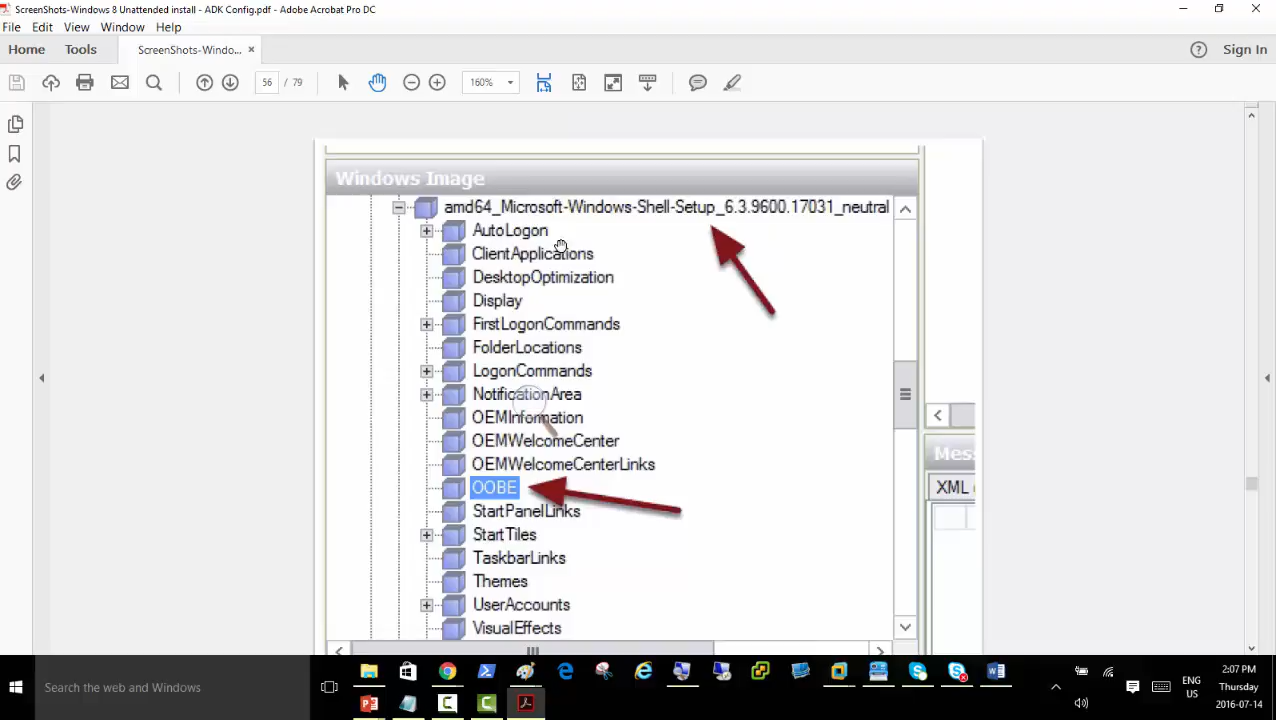 ScreenShots-Windows 8 Unattended install - ADK Config.pdf - Adobe Acrobat Pro DC
File Edit View Window Help
Home Tools ScreenShots-Windo... × Sign In
56 / 79 160%
Windows Image
amd64_Microsoft-Windows-Shell-Setup_6.3.9600.17031_neutral
AutoLogon
ClientApplications
DesktopOptimization
Display
FirstLogonCommands
FolderLocations
LogonCommands
NotificationArea
OEMInformation
OEMWelcomeCenter
Mess
OEMWelcomeCenterLinks
OOBE
XML
StartPanelLinks
StartTiles
TaskbarLinks
Themes
UserAccounts
VisualEffects
Search the web and Windows
ENG
US
2:07 PM
Thursday
2016-07-14